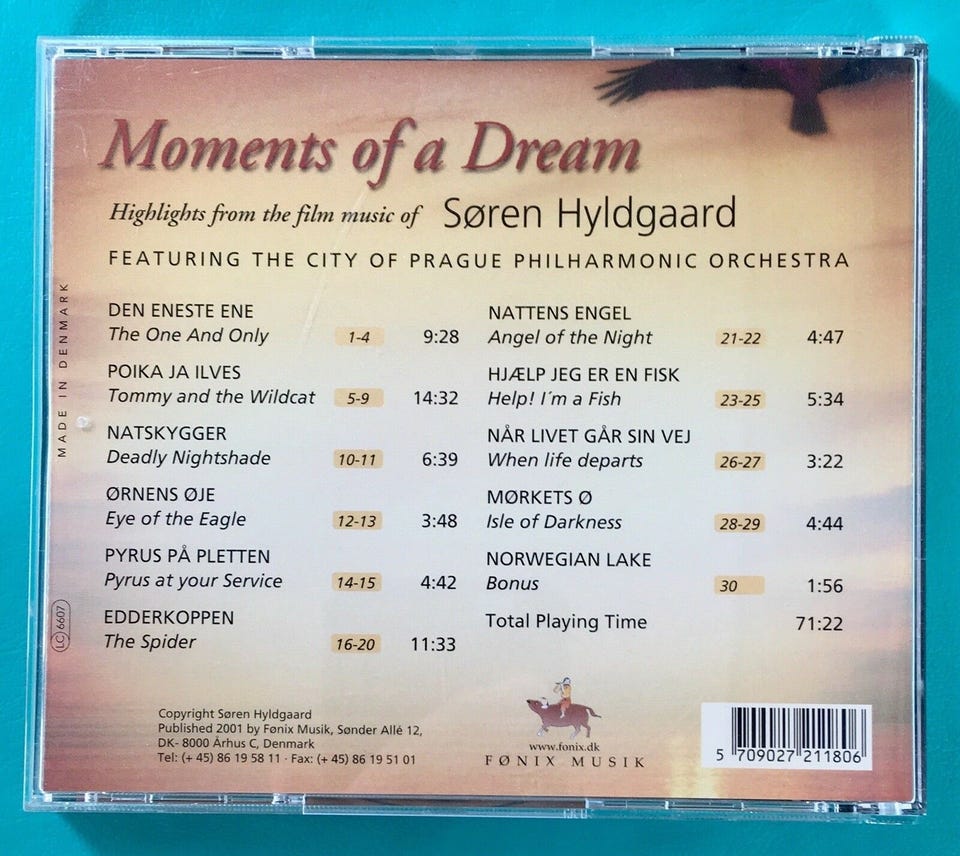 Moments of a Dream
Highlights from the film music of Søren Hyldgaard
FEATURING THE CITY OF PRAGUE PHILHARMONIC ORCHESTRA
DEN ENESTE ENE
The One And Only 1-4 9:28
POIKA JA ILVES
Tommy and the Wildcat 5-9 14:32
NATSKYGGER
Deadly Nightshade 10-11 6:39
ØRNENS ØJE
Eye of the Eagle 12-13 3:48
PYRUS PÅ PLETTEN
Pyrus at your Service 14-15 4:42
EDDERKOPPEN
The Spider 16-20 11:33
NATTENS ENGEL
Angel of the Night 21-22 4:47
HJÆLP JEG ER EN FISK
Help! I´m a Fish 23-25 5:34
NÅR LIVET GÅR SIN VEJ
When life departs 26-27 3:22
MØRKETS Ø
Isle of Darkness 28-29 4:44
NORWEGIAN LAKE
Bonus 30 1:56
Total Playing Time 71:22
MADE IN DENMARK
LC 6607
Copyright Søren Hyldgaard
Published 2001 by Fønix Musik, Sønder Allé 12,
DK- 8000 Århus C, Denmark
Tel: (+ 45) 86 19 58 11 · Fax: (+ 45) 86 19 51 01
www.fonix.dk
FØNIX MUSIK
5 709027 211806